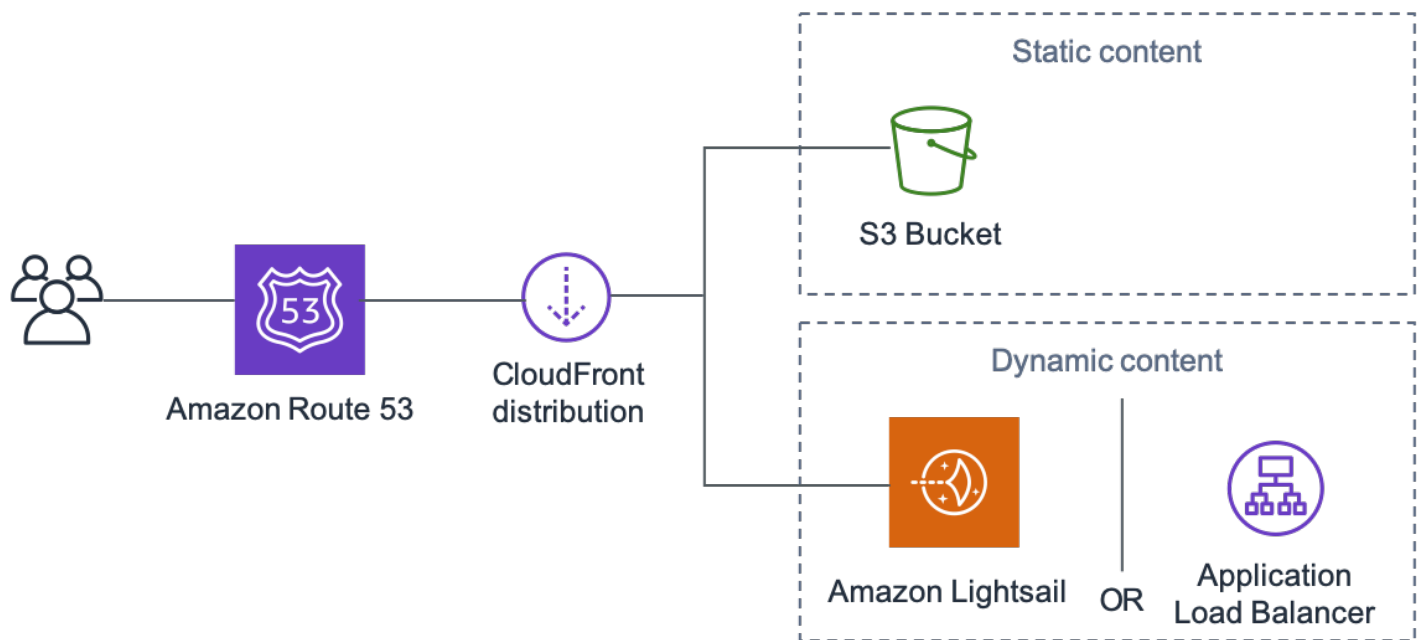 Static content
S3 Bucket
53
Amazon Route 53
CloudFront
distribution
Dynamic content
Amazon Lightsail
OR
Application
Load Balancer